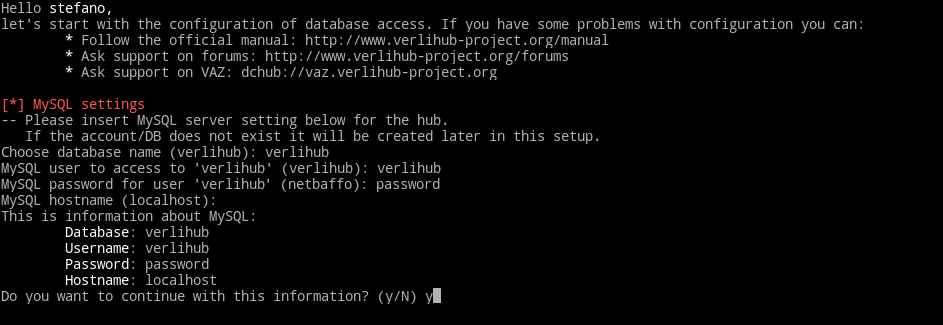 Hello stefano,
let's start with the configuration of database access. If you have some problems with configuration you can:
* Follow the official manual: http://www.verlihub-project.org/manual
* Ask support on forums: http://www.verlihub-project.org/forums
* Ask support on VAZ: dchub://vaz.verlihub-project.org
[*] MySQL settings
-- Please insert MySQL server setting below for the hub.
If the account/DB does not exist it will be created later in this setup.
Choose database name (verlihub): verlihub
MySQL user to access to 'verlihub' (verlihub): verlihub
MySQL password for user 'verlihub' (netbaffo): password
MySQL hostname (localhost):
This is information about MySQL:
Database: verlihub
Username: verlihub
Password: password
Hostname: localhost
Do you want to continue with this information? (y/N) y